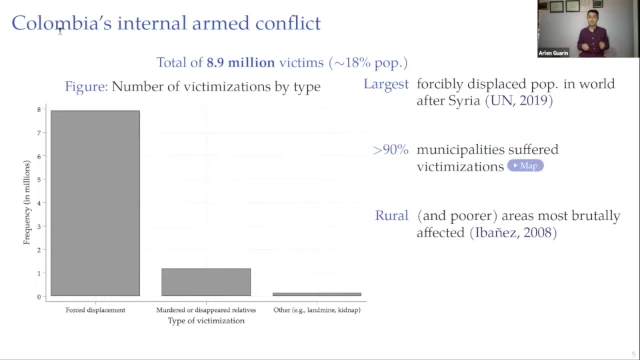 Colombia's internal armed conflict
Arlen Guarin
Total of 8.9 million victims (∼18% pop.)
Figure: Number of victimizations by type
Frequency (in millions)
8
7
6
5
4
3
2
1
0
Forced displacement
Murdered or disappeared relatives
Other (e.g., landmine, kidnap)
Type of victimization
Largest forcibly displaced pop. in world
after Syria (UN, 2019)
>90% municipalities suffered
victimizations Map
Rural (and poorer) areas most brutally
affected (Ibañez, 2008)
5